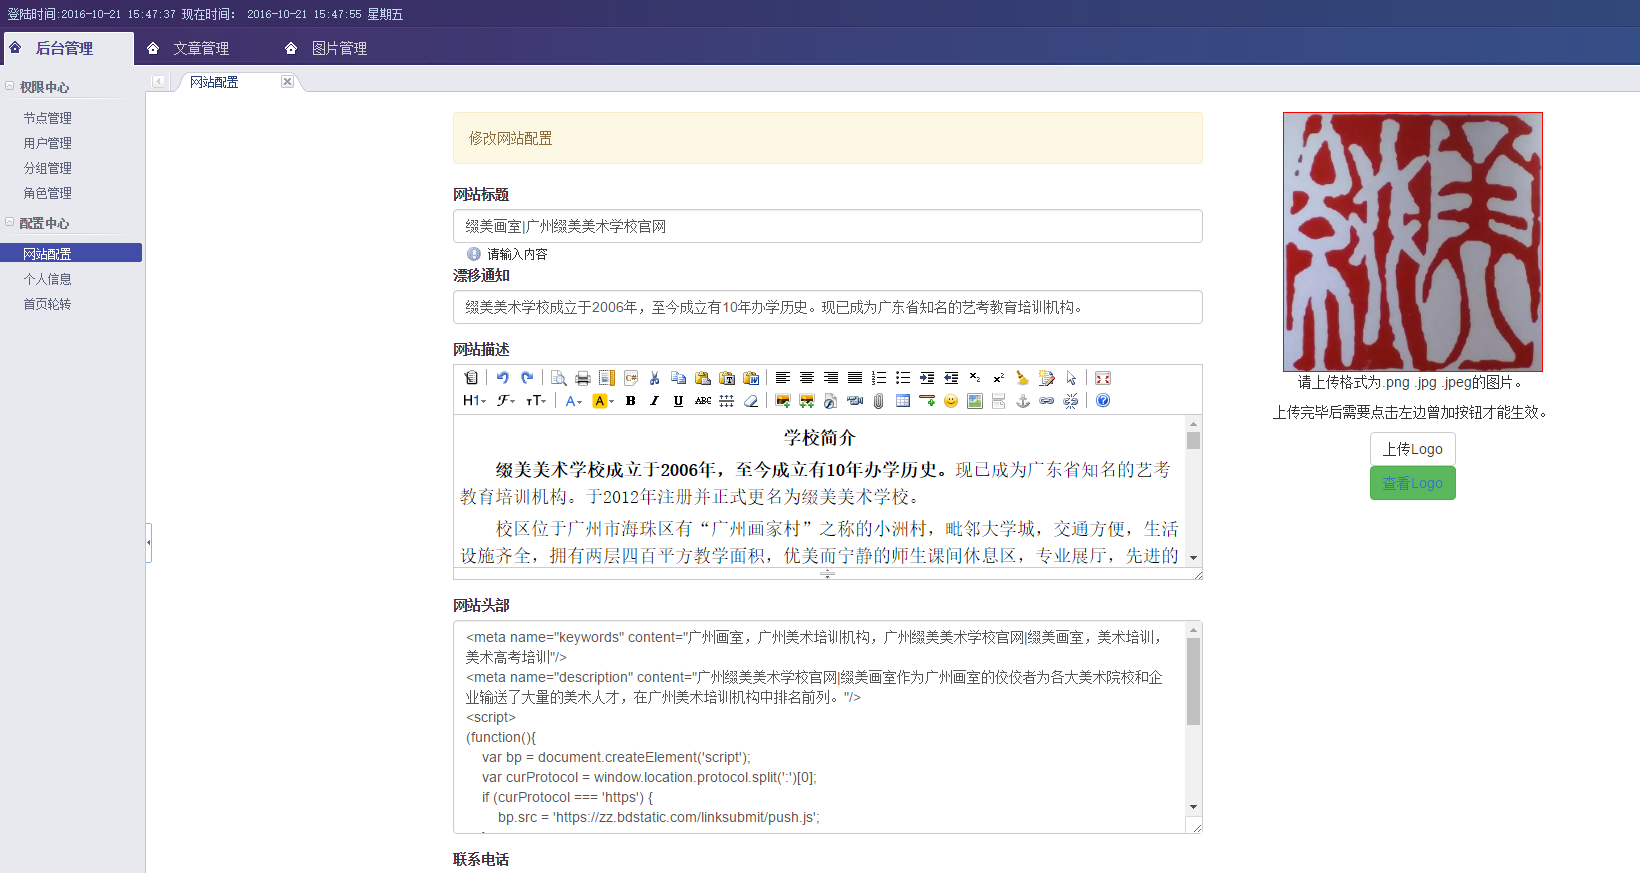 登陆时间:2016-10-21 15:47:37 现在时间： 2016-10-21 15:47:55 星期五
后台管理 文章管理 图片管理
权限中心
节点管理
用户管理
分组管理
角色管理
配置中心
网站配置
个人信息
首页轮转
网站配置
修改网站配置
网站标题
缀美画室|广州缀美美术学校官网
请输入内容
漂移通知
缀美美术学校成立于2006年，至今成立有10年办学历史。现已成为广东省知名的艺考教育培训机构。
网站描述
H1 F TT A A B I U ABC
学校简介
缀美美术学校成立于2006年，至今成立有10年办学历史。现已成为广东省知名的艺考
教育培训机构。于2012年注册并正式更名为缀美美术学校。
校区位于广州市海珠区有“广州画家村”之称的小洲村，毗邻大学城，交通方便，生活
设施齐全，拥有两层四百平方教学面积，优美而宁静的师生课间休息区，专业展厅，先进的
网站头部
<meta name="keywords" content="广州画室，广州美术培训机构，广州缀美美术学校官网|缀美画室，美术培训，
美术高考培训"/>
<meta name="description" content="广州缀美美术学校官网|缀美画室作为广州画室的佼佼者为各大美术院校和企
业输送了大量的美术人才，在广州美术培训机构中排名前列。"/>
<script>
(function(){
var bp = document.createElement('script');
var curProtocol = window.location.protocol.split(':')[0];
if (curProtocol === 'https') {
bp.src = 'https://zz.bdstatic.com/linksubmit/push.js';
联系电话
请上传格式为.png .jpg .jpeg的图片。
上传完毕后需要点击左边曾加按钮才能生效。
上传Logo
查看Logo